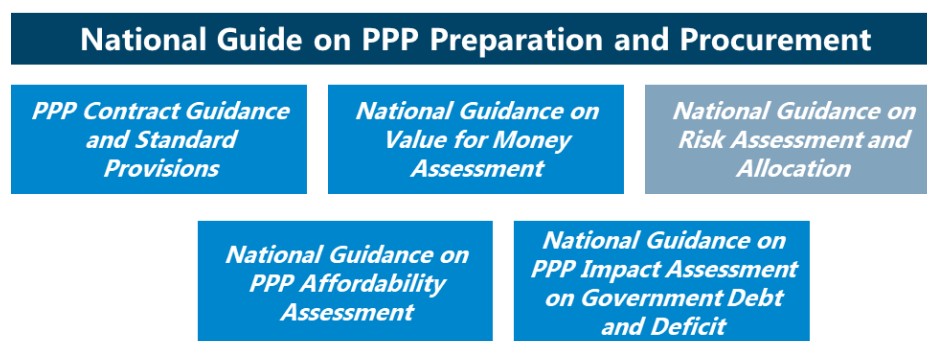 National Guide on PPP Preparation and Procurement
PPP Contract Guidance
and Standard
Provisions
National Guidance on
Value for Money
Assessment
National Guidance on
Risk Assessment and
Allocation
National Guidance on
PPP Affordability
Assessment
National Guidance on
PPP Impact Assessment
on Government Debt
and Deficit